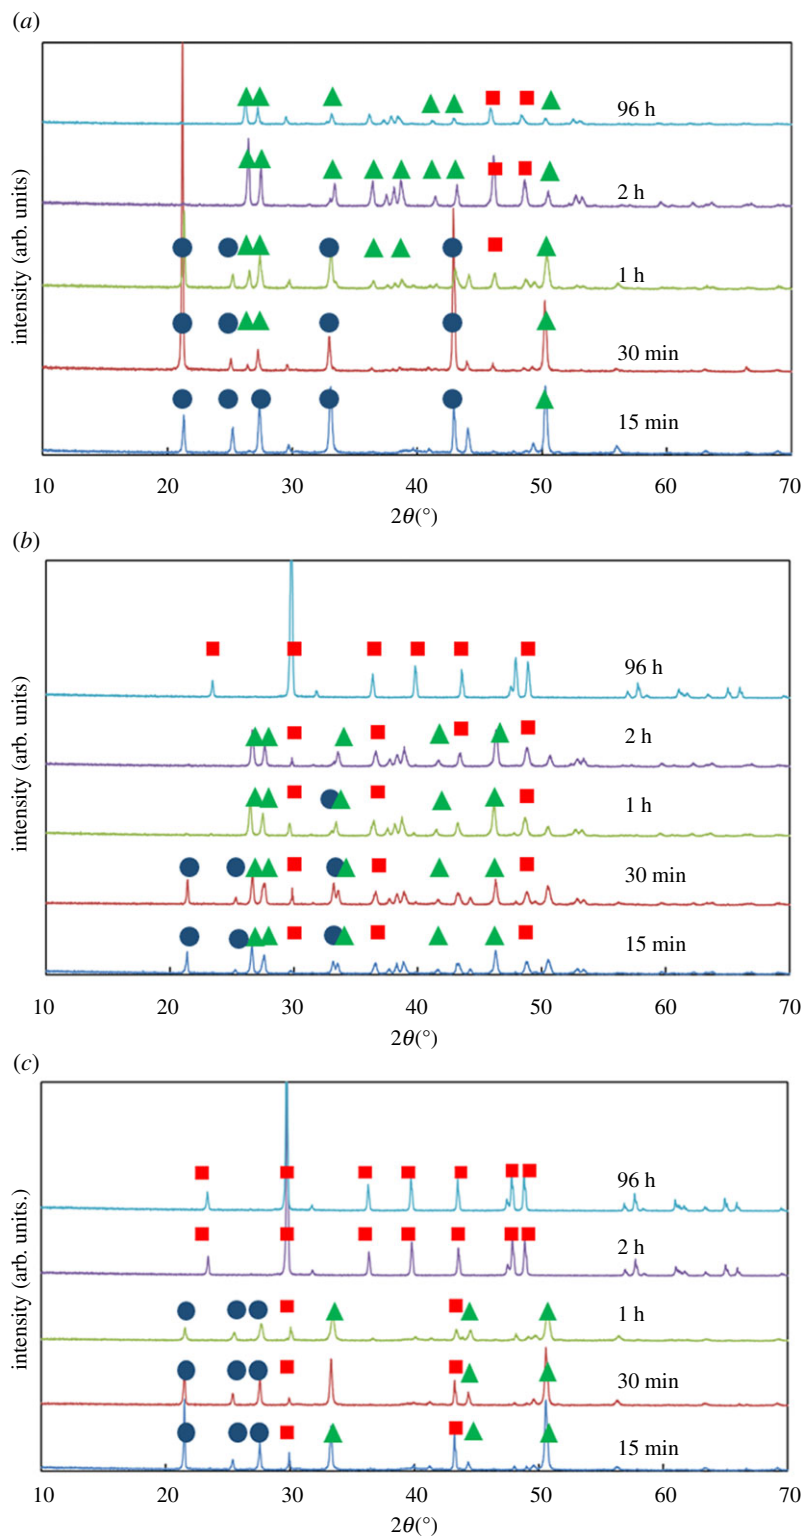 (a)
intensity (arb. units)
96 h
2 h
1 h
30 min
15 min
10 20 30 40 50 60 70
2θ(°)
(b)
intensity (arb. units)
96 h
2 h
1 h
30 min
15 min
10 20 30 40 50 60 70
2θ(°)
(c)
intensity (arb. units.)
96 h
2 h
1 h
30 min
15 min
10 20 30 40 50 60 70
2θ(°)